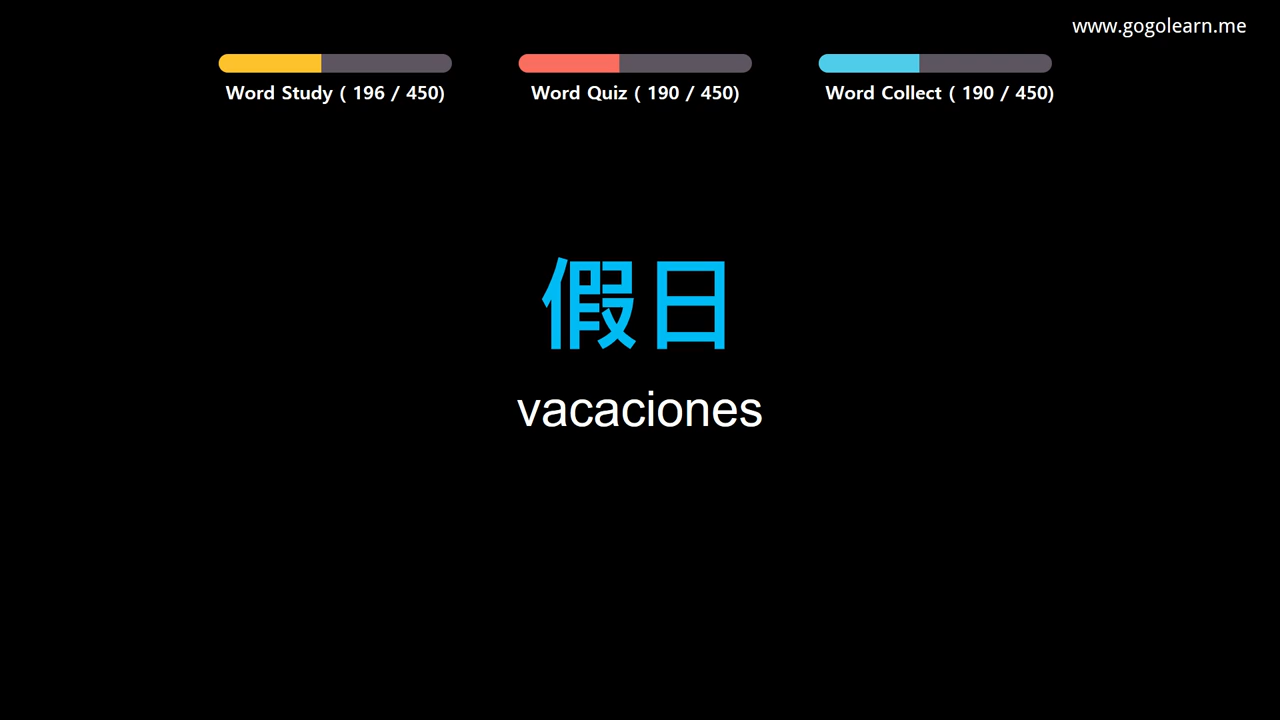 www.gogolearn.me
Word Study ( 196 / 450)
Word Quiz ( 190 / 450)
Word Collect ( 190 / 450)
假日
vacaciones